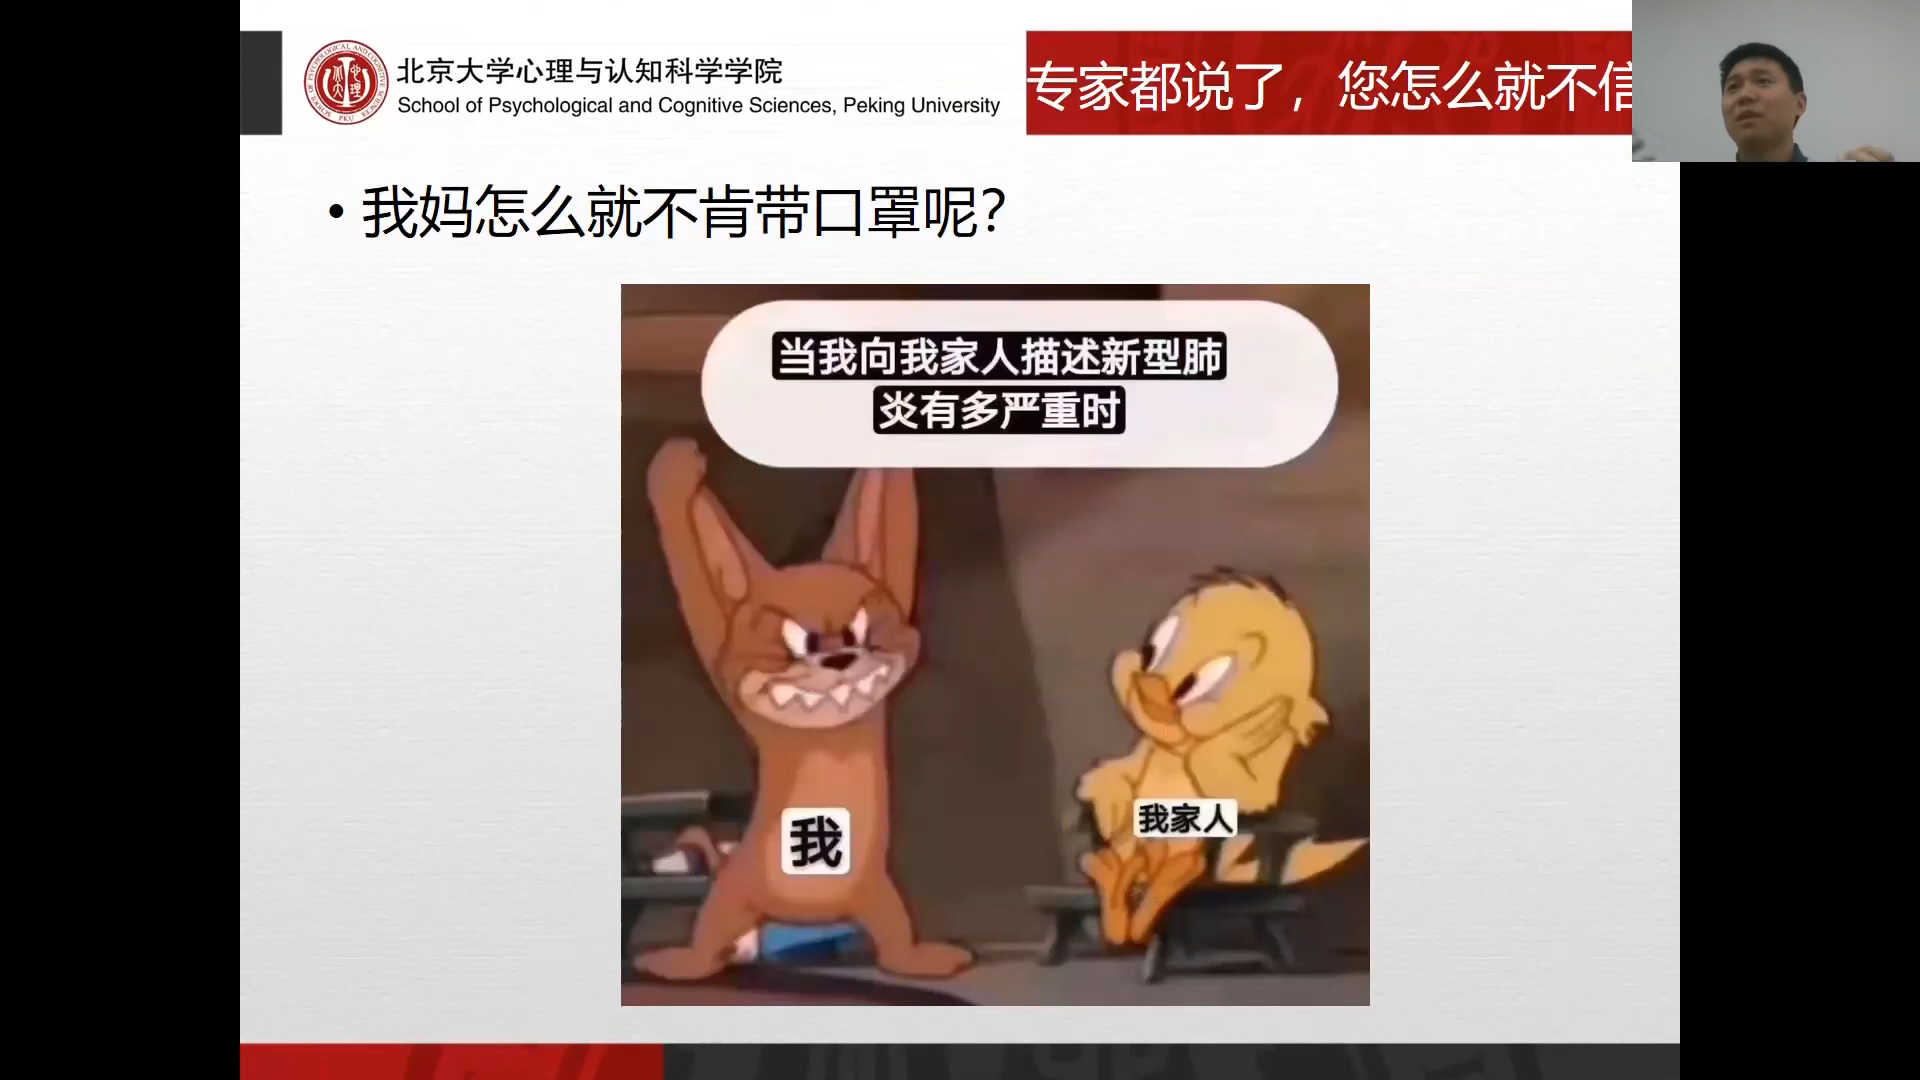 北京大学心理与认知科学学院
School of Psychological and Cognitive Sciences, Peking University
专家都说了，您怎么就不信
• 我妈怎么就不肯带口罩呢？
当我向我家人描述新型肺
炎有多严重时
我
我家人